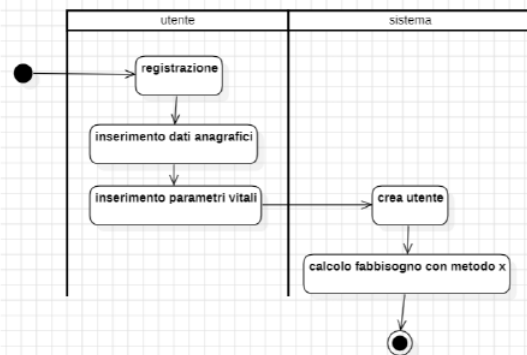 utente
sistema
registrazione
inserimento dati anagrafici
inserimento parametri vitali
crea utente
calcolo fabbisogno con metodo x